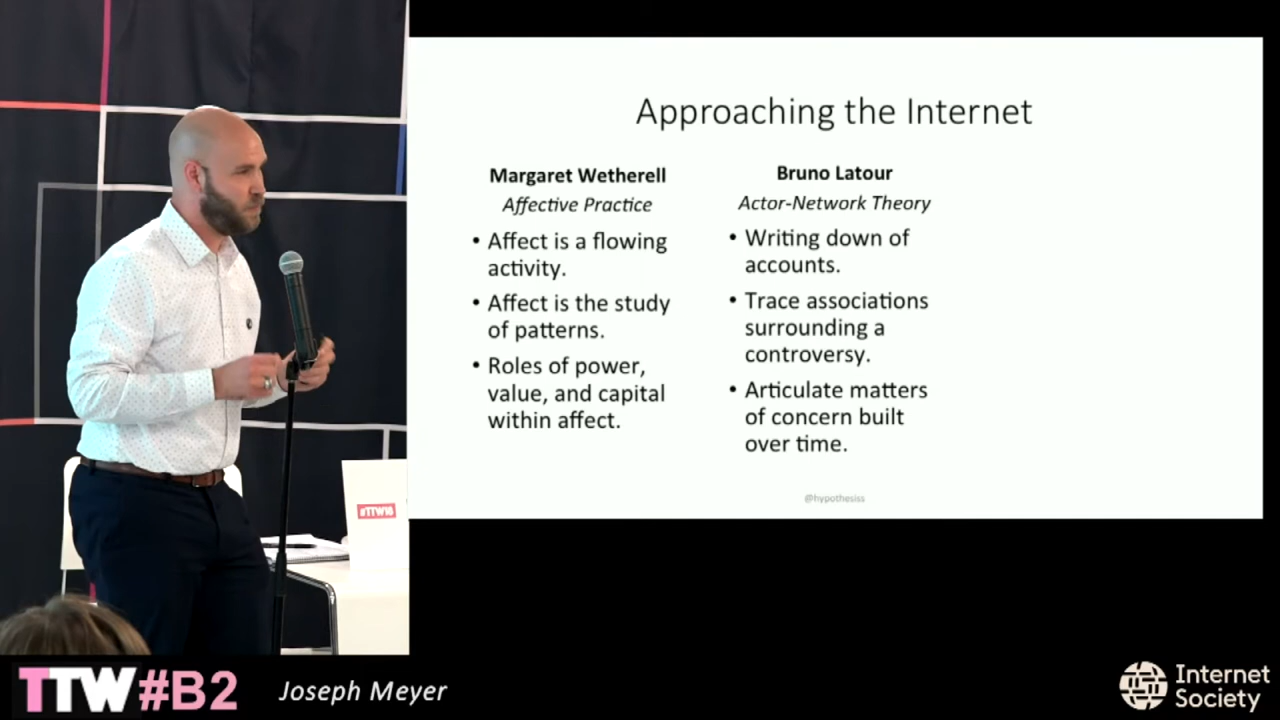 Approaching the Internet
Margaret Wetherell
Affective Practice
• Affect is a flowing
activity.
• Affect is the study
of patterns.
• Roles of power,
value, and capital
within affect.
Bruno Latour
Actor-Network Theory
• Writing down of
accounts.
• Trace associations
surrounding a
controversy.
• Articulate matters
of concern built
over time.
@hypothesiss
#TTW16
TTW#B2
Joseph Meyer
Internet
Society